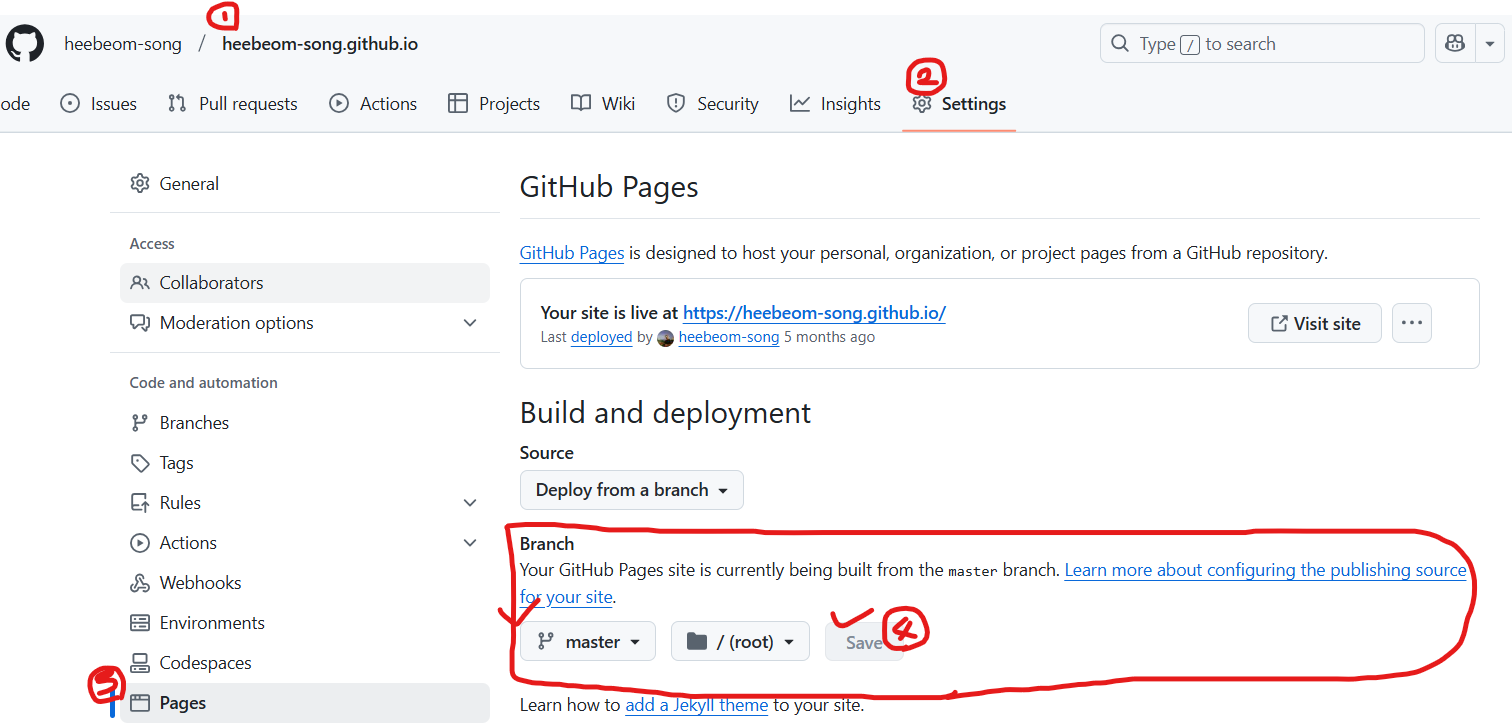 1
heebeom-song / heebeom-song.github.io
Type / to search
2
ode Issues Pull requests Actions Projects Wiki Security Insights Settings
General
Access
Collaborators
Moderation options
Code and automation
Branches
Tags
Rules
Actions
Webhooks
Environments
Codespaces
3
Pages
GitHub Pages
GitHub Pages is designed to host your personal, organization, or project pages from a GitHub repository.
Your site is live at https://heebeom-song.github.io/
Last deployed by heebeom-song 5 months ago
Visit site
Build and deployment
Source
Deploy from a branch
Branch
Your GitHub Pages site is currently being built from the master branch. Learn more about configuring the publishing source
for your site.
master / (root) Save
4
Learn how to add a Jekyll theme to your site.